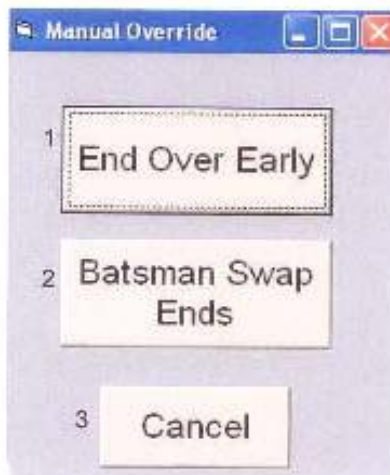 Manual Override
1 End Over Early
2 Batsman Swap
Ends
3 Cancel